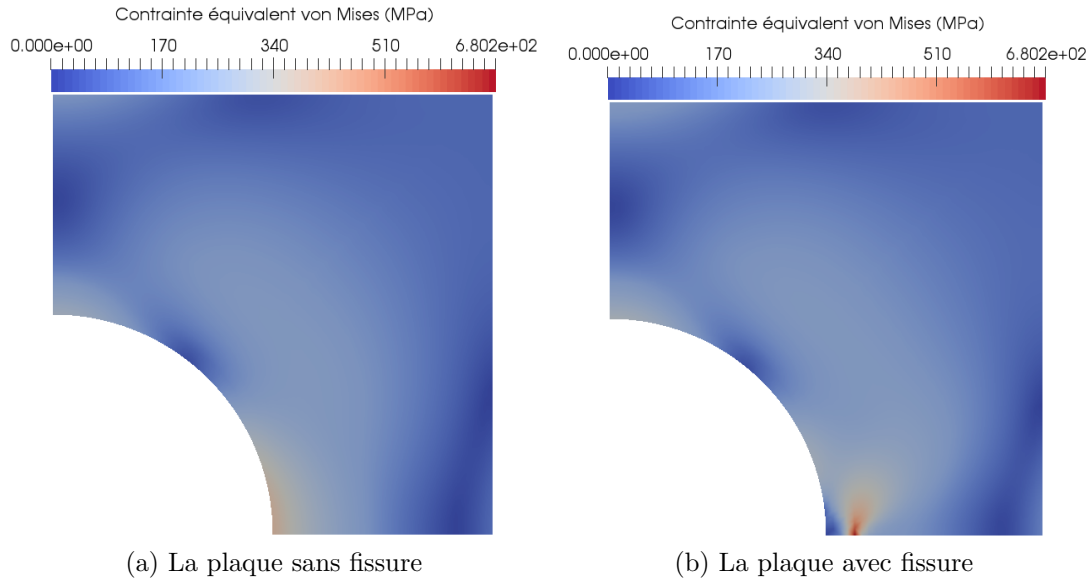 Contrainte équivalent von Mises (MPa)
0.000e+00 170 340 510 6.802e+02
(a) La plaque sans fissure
Contrainte équivalent von Mises (MPa)
0.000e+00 170 340 510 6.802e+02
(b) La plaque avec fissure